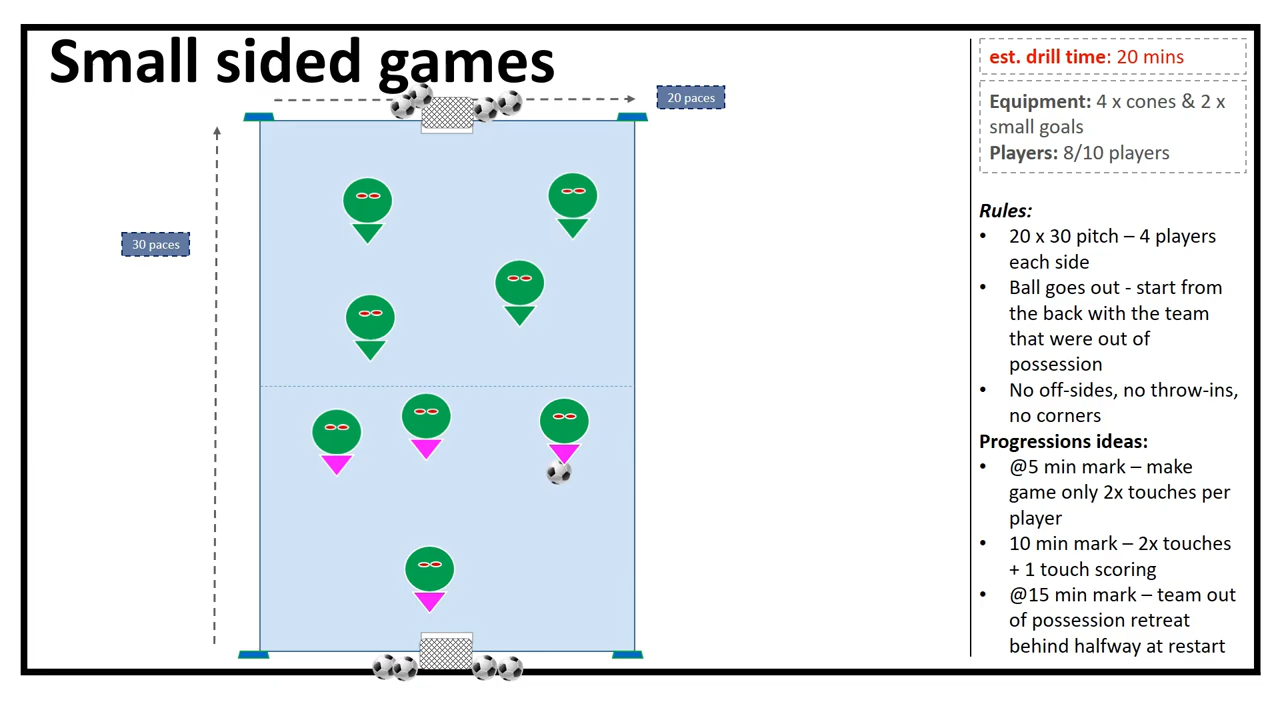 Small sided games
20 paces
30 paces
est. drill time: 20 mins
Equipment: 4 x cones & 2 x
small goals
Players: 8/10 players
Rules:
• 20 x 30 pitch – 4 players
each side
• Ball goes out - start from
the back with the team
that were out of
possession
• No off-sides, no throw-ins,
no corners
Progressions ideas:
• @5 min mark – make
game only 2x touches per
player
• 10 min mark – 2x touches
+ 1 touch scoring
• @15 min mark – team out
of possession retreat
behind halfway at restart